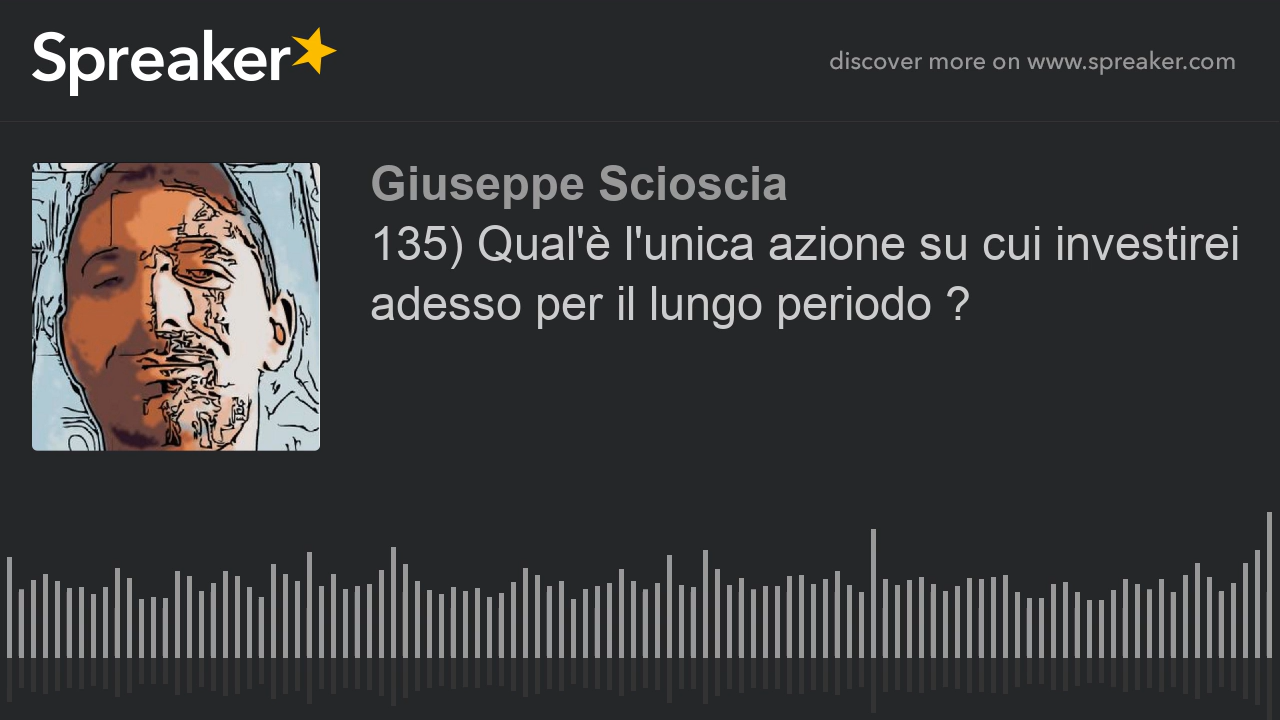 Spreaker
discover more on www.spreaker.com
Giuseppe Scioscia
135) Qual'è l'unica azione su cui investirei
adesso per il lungo periodo ?